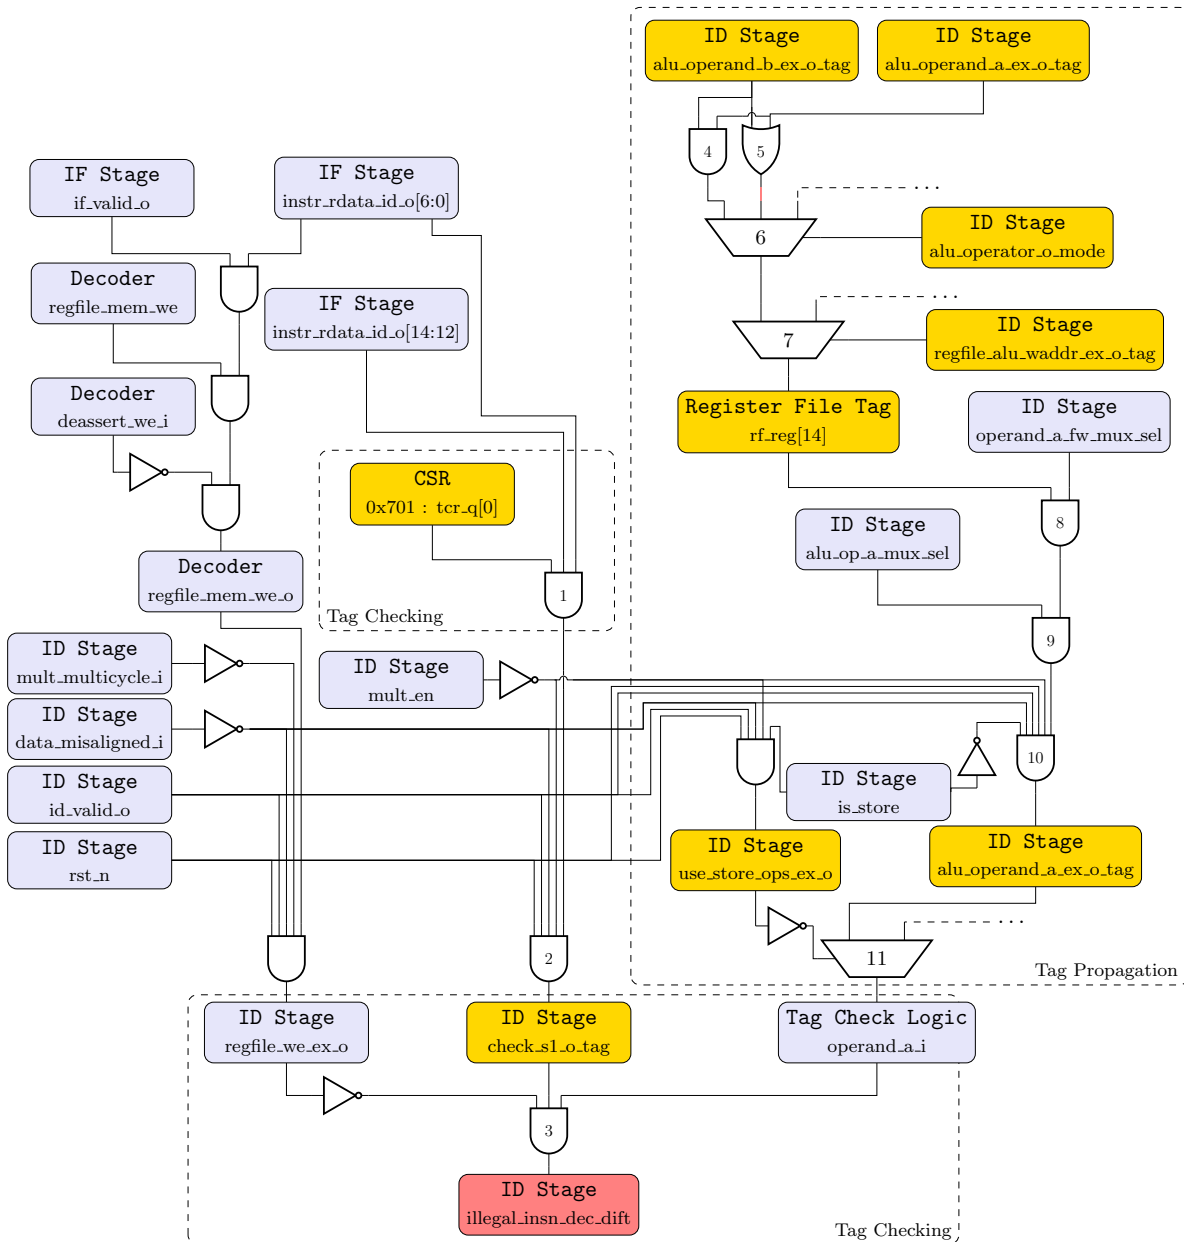 ID Stage
alu_operand_b_ex_o_tag
ID Stage
alu_operand_a_ex_o_tag
4
5
IF Stage
if_valid_o
IF Stage
instr_rdata_id_o[6:0]
...
6
ID Stage
alu_operator_o_mode
Decoder
regfile_mem_we
IF Stage
instr_rdata_id_o[14:12]
...
7
ID Stage
regfile_alu_waddr_ex_o_tag
Decoder
deassert_we_i
Register File Tag
rf_reg[14]
ID Stage
operand_a_fw_mux_sel
CSR
0x701 : tcr_q[0]
8
ID Stage
alu_op_a_mux_sel
Decoder
regfile_mem_we_o
1
Tag Checking
9
ID Stage
mult_multicycle_i
ID Stage
mult_en
ID Stage
data_misaligned_i
10
ID Stage
id_valid_o
ID Stage
is_store
ID Stage
rst_n
ID Stage
use_store_ops_ex_o
ID Stage
alu_operand_a_ex_o_tag
...
2
11
Tag Propagation
ID Stage
regfile_we_ex_o
ID Stage
check_s1_o_tag
Tag Check Logic
operand_a_i
3
ID Stage
illegal_insn_dec_dift
Tag Checking